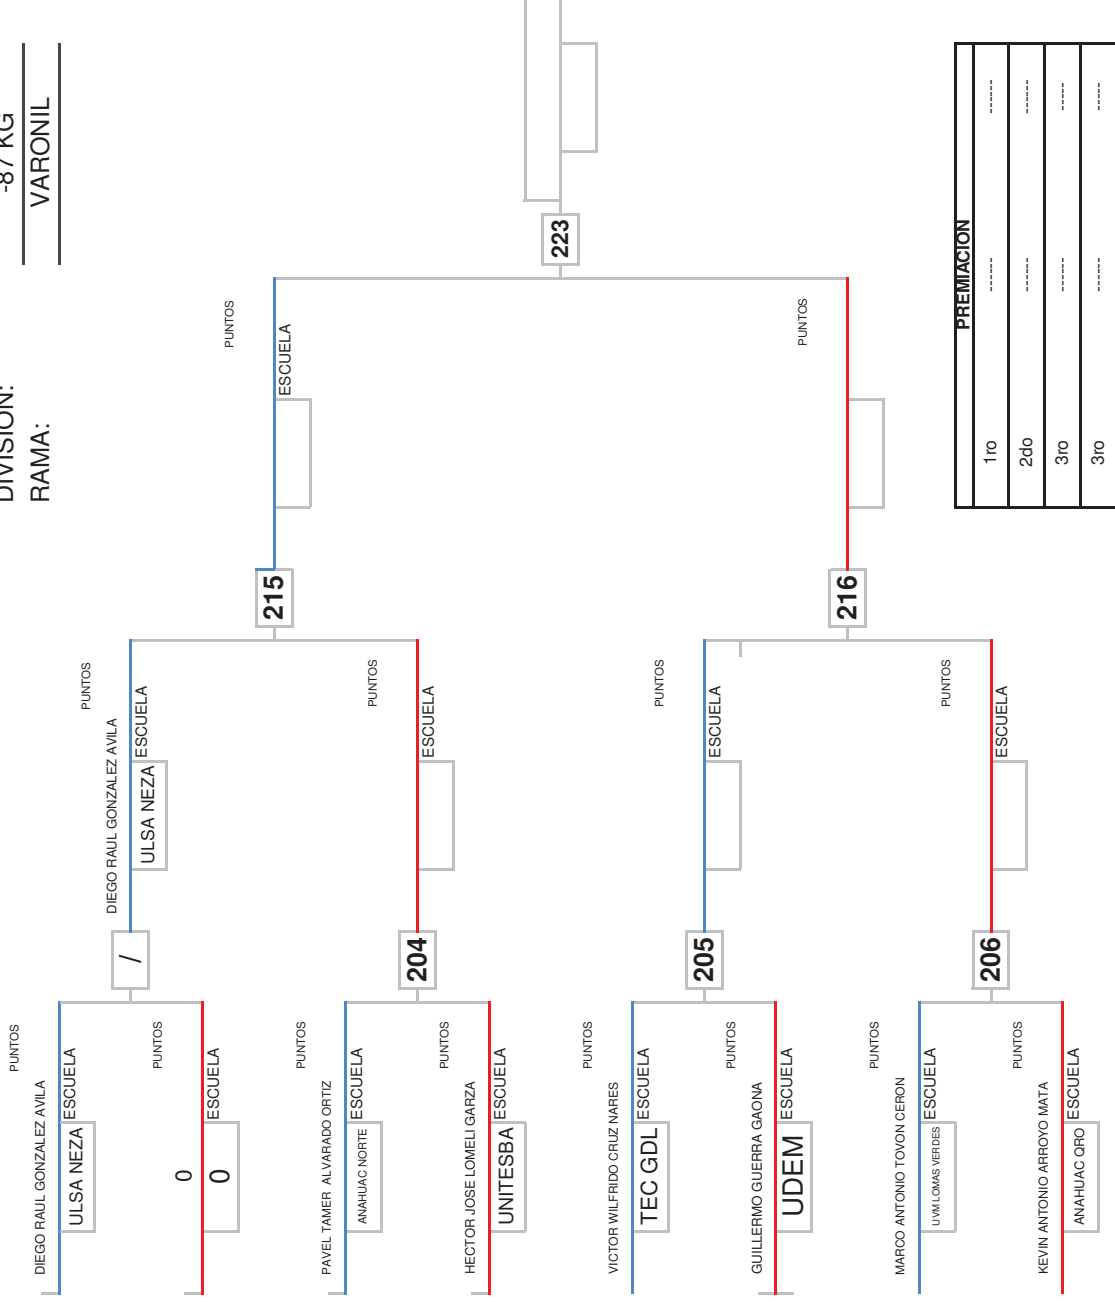 DIVISION:
-87 KG
RAMA:
VARONIL
PUNTOS
DIEGO RAUL GONZALEZ AVILA
ULSA NEZA
ESCUELA
PUNTOS
0
0
ESCUELA
/
PUNTOS
DIEGO RAUL GONZALEZ AVILA
ULSA NEZA
ESCUELA
PUNTOS
PAVEL TAMER ALVARADO ORTIZ
ANAHUAC NORTE
ESCUELA
PUNTOS
HECTOR JOSE LOMELI GARZA
UNITESBA
ESCUELA
204
PUNTOS
ESCUELA
215
PUNTOS
ESCUELA
PUNTOS
VICTOR WILFRIDO CRUZ NARES
TEC GDL
ESCUELA
PUNTOS
GUILLERMO GUERRA GAONA
UDEM
ESCUELA
205
PUNTOS
ESCUELA
PUNTOS
MARCO ANTONIO TOVON CERON
UVM LOMAS VERDES
ESCUELA
PUNTOS
KEVIN ANTONIO ARROYO MATA
ANAHUAC QRO
ESCUELA
206
PUNTOS
ESCUELA
216
PUNTOS
223
PREMIACION
1ro ------ ------
2do ------ ------
3ro ------ -----
3ro ------ -----